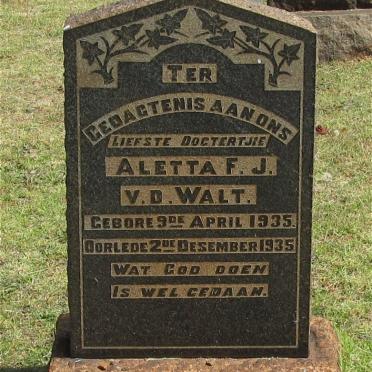 TER
GEDAGTENIS AAN ONS
LIEFSTE DOGTERTJIE
ALETTA F. J.
V.D. WALT.
GEBORE 9DE APRIL 1935.
OORLEDE 2DE DESEMBER 1935
WAT GOD DOEN
IS WEL GEDAAN.